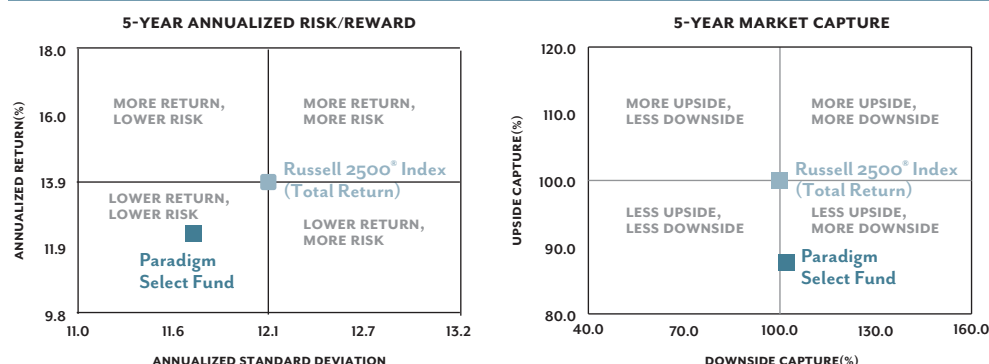 5-YEAR ANNUALIZED RISK/REWARD
ANNUALIZED RETURN(%)
18.0
16.0
13.9
11.9
9.8
MORE RETURN,
LOWER RISK
MORE RETURN,
MORE RISK
Russell 2500® Index
(Total Return)
LOWER RETURN,
LOWER RISK
LOWER RETURN,
MORE RISK
Paradigm
Select Fund
11.0
11.6
12.1
12.7
13.2
ANNUALIZED STANDARD DEVIATION
5-YEAR MARKET CAPTURE
UPSIDE CAPTURE(%)
120.0
110.0
100.0
90.0
80.0
MORE UPSIDE,
LESS DOWNSIDE
MORE UPSIDE,
MORE DOWNSIDE
Russell 2500® Index
(Total Return)
LESS UPSIDE,
LESS DOWNSIDE
LESS UPSIDE,
MORE DOWNSIDE
Paradigm
Select Fund
40.0
70.0
100.0
130.0
160.0
DOWNSIDE CAPTURE(%)